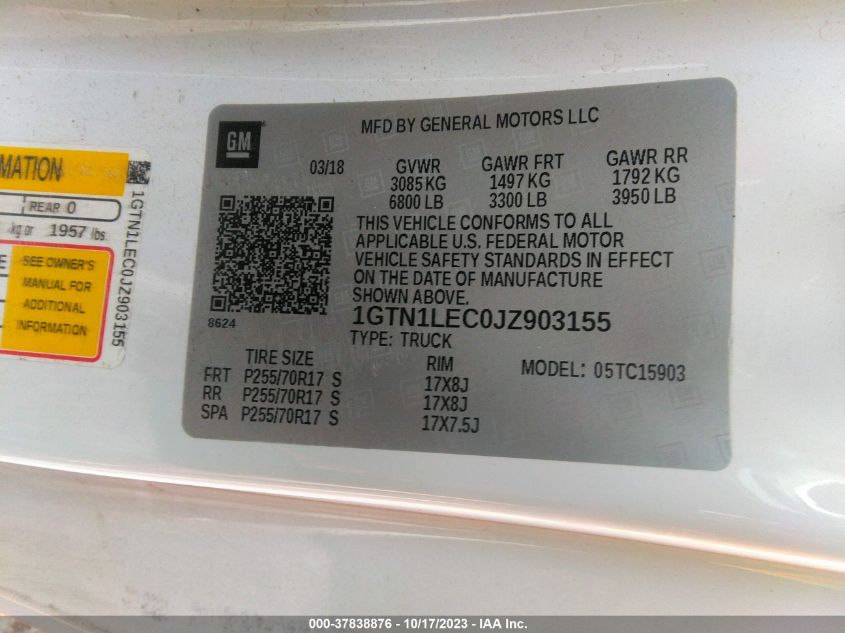 MATION
REAR 0
kg or 1957 lbs
SEE OWNER'S
MANUAL FOR
ADDITIONAL
INFORMATION
1GTN1LEC0JZ903155
GM
MFD BY GENERAL MOTORS LLC
03/18 GVWR GAWR FRT GAWR RR
3085 KG 1497 KG 1792 KG
6800 LB 3300 LB 3950 LB
THIS VEHICLE CONFORMS TO ALL
APPLICABLE U.S. FEDERAL MOTOR
VEHICLE SAFETY STANDARDS IN EFFECT
ON THE DATE OF MANUFACTURE
SHOWN ABOVE.
8624
1GTN1LEC0JZ903155
TYPE: TRUCK
TIRE SIZE RIM MODEL: 05TC15903
FRT P255/70R17 S 17X8J
RR P255/70R17 S 17X8J
SPA P255/70R17 S 17X7.5J
000-37838876 - 10/17/2023 - IAA Inc.